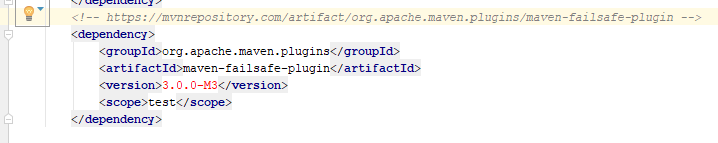 <!-- https://mvnrepository.com/artifact/org.apache.maven.plugins/maven-failsafe-plugin -->
<dependency>
<groupId>org.apache.maven.plugins</groupId>
<artifactId>maven-failsafe-plugin</artifactId>
<version>3.0.0-M3</version>
<scope>test</scope>
</dependency>